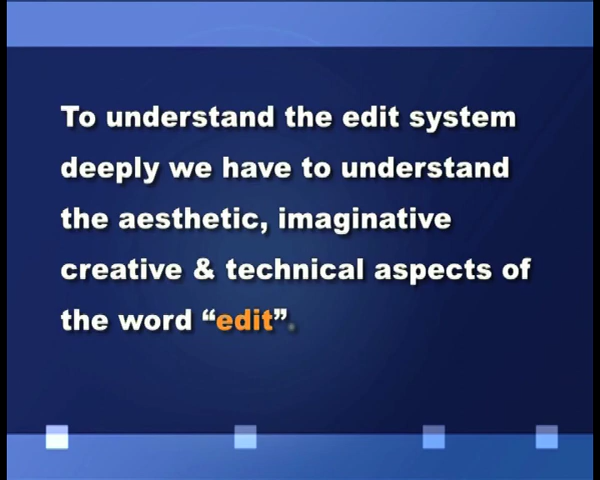 To understand the edit system
deeply we have to understand
the aesthetic, imaginative
creative & technical aspects of
the word “edit”.